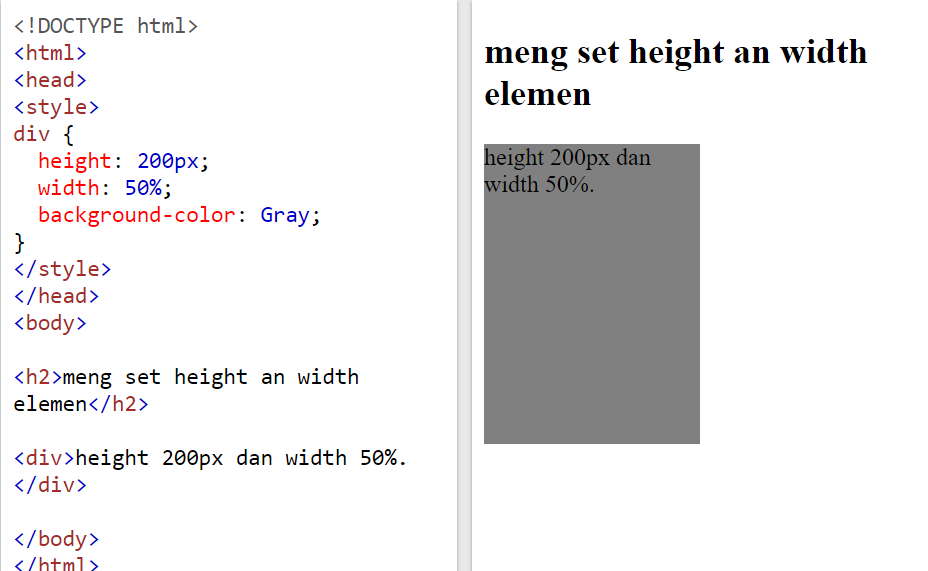 <!DOCTYPE html>
<html>
<head>
<style>
div {
  height: 200px;
  width: 50%;
  background-color: Gray;
}
</style>
</head>
<body>
<h2>meng set height an width
elemen</h2>
<div>height 200px dan width 50%.
</div>
</body>
</html>
meng set height an width
elemen
height 200px dan
width 50%.